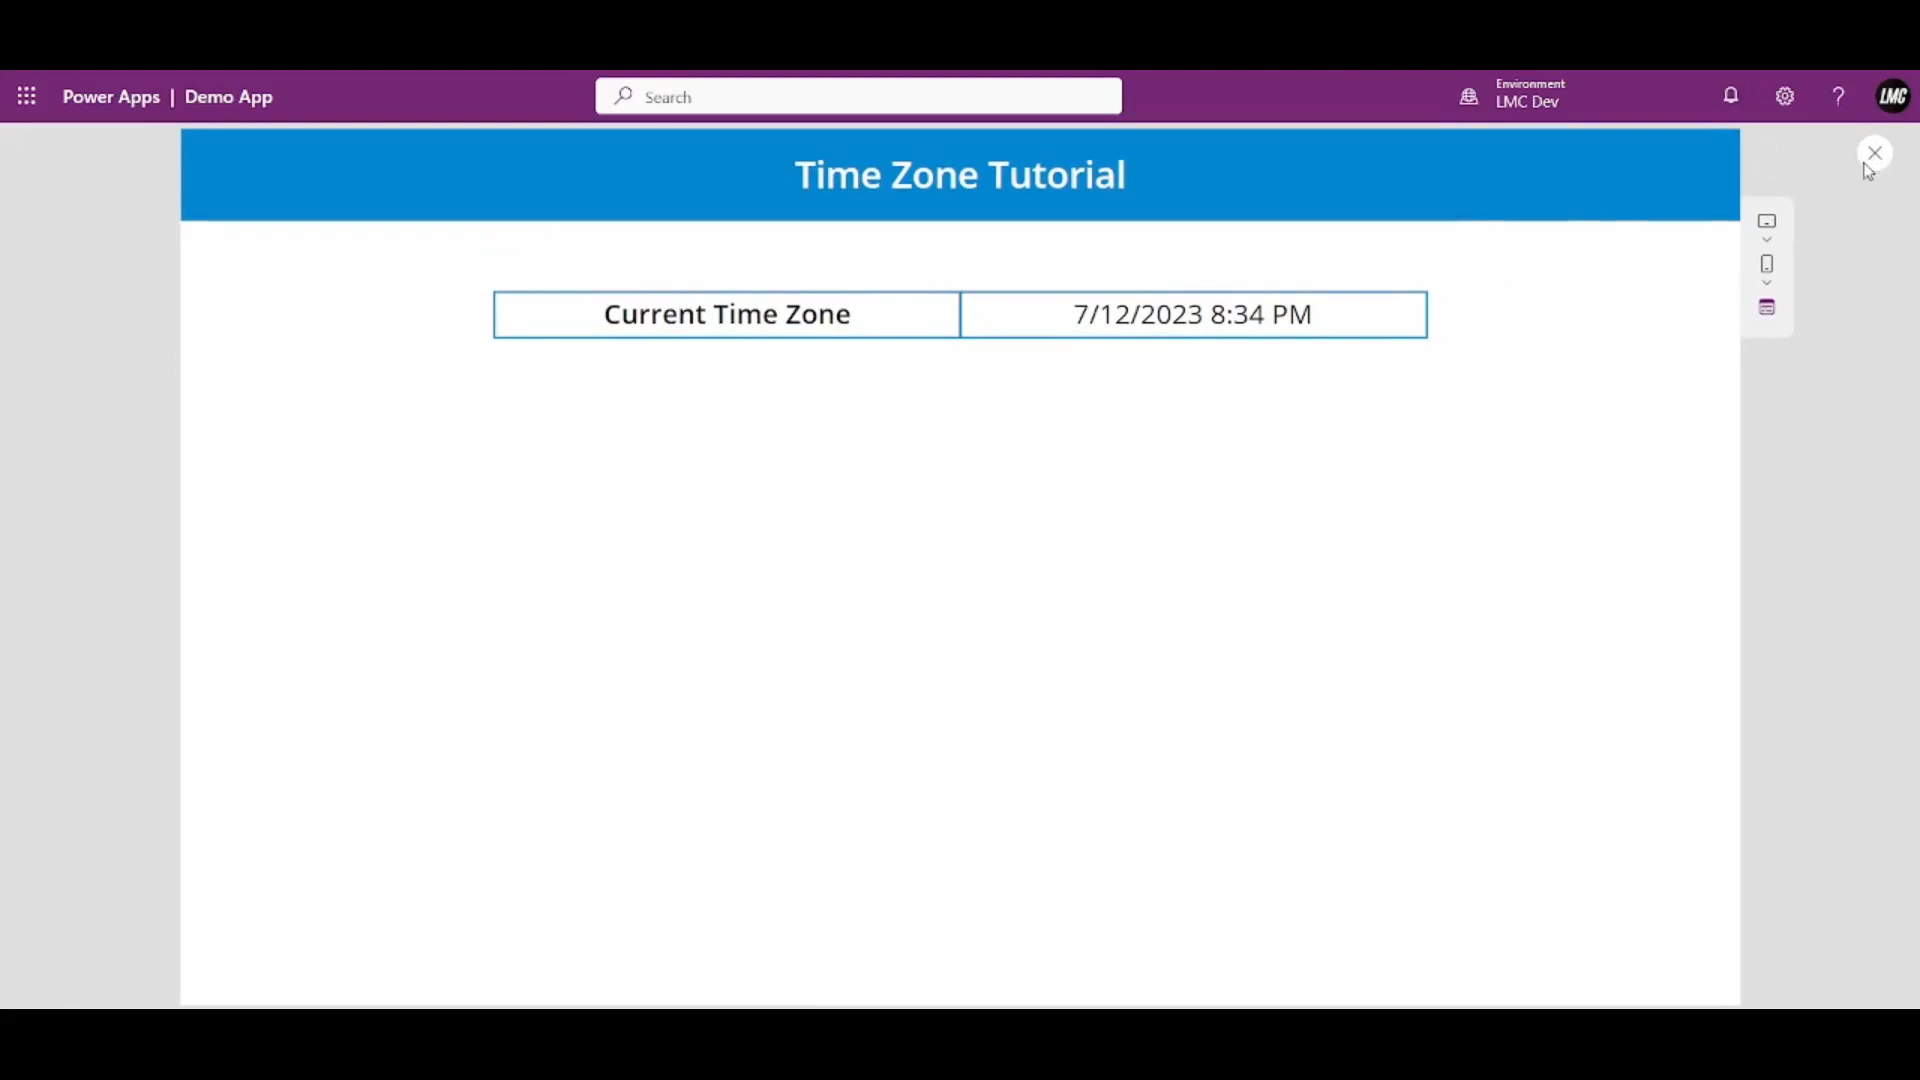 Power Apps | Demo App
Search
Environment
LMC Dev
LMC
Time Zone Tutorial
Current Time Zone
7/12/2023 8:34 PM